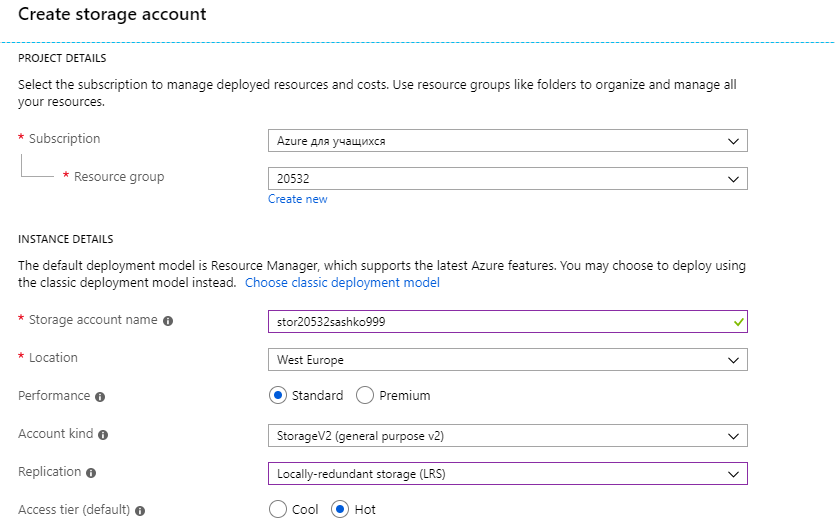 Create storage account
PROJECT DETAILS
Select the subscription to manage deployed resources and costs. Use resource groups like folders to organize and manage all
your resources.
* Subscription
Azure для учащихся
* Resource group
20532
Create new
INSTANCE DETAILS
The default deployment model is Resource Manager, which supports the latest Azure features. You may choose to deploy using
the classic deployment model instead. Choose classic deployment model
* Storage account name
stor20532sashko999
* Location
West Europe
Performance
Standard Premium
Account kind
StorageV2 (general purpose v2)
Replication
Locally-redundant storage (LRS)
Access tier (default)
Cool Hot